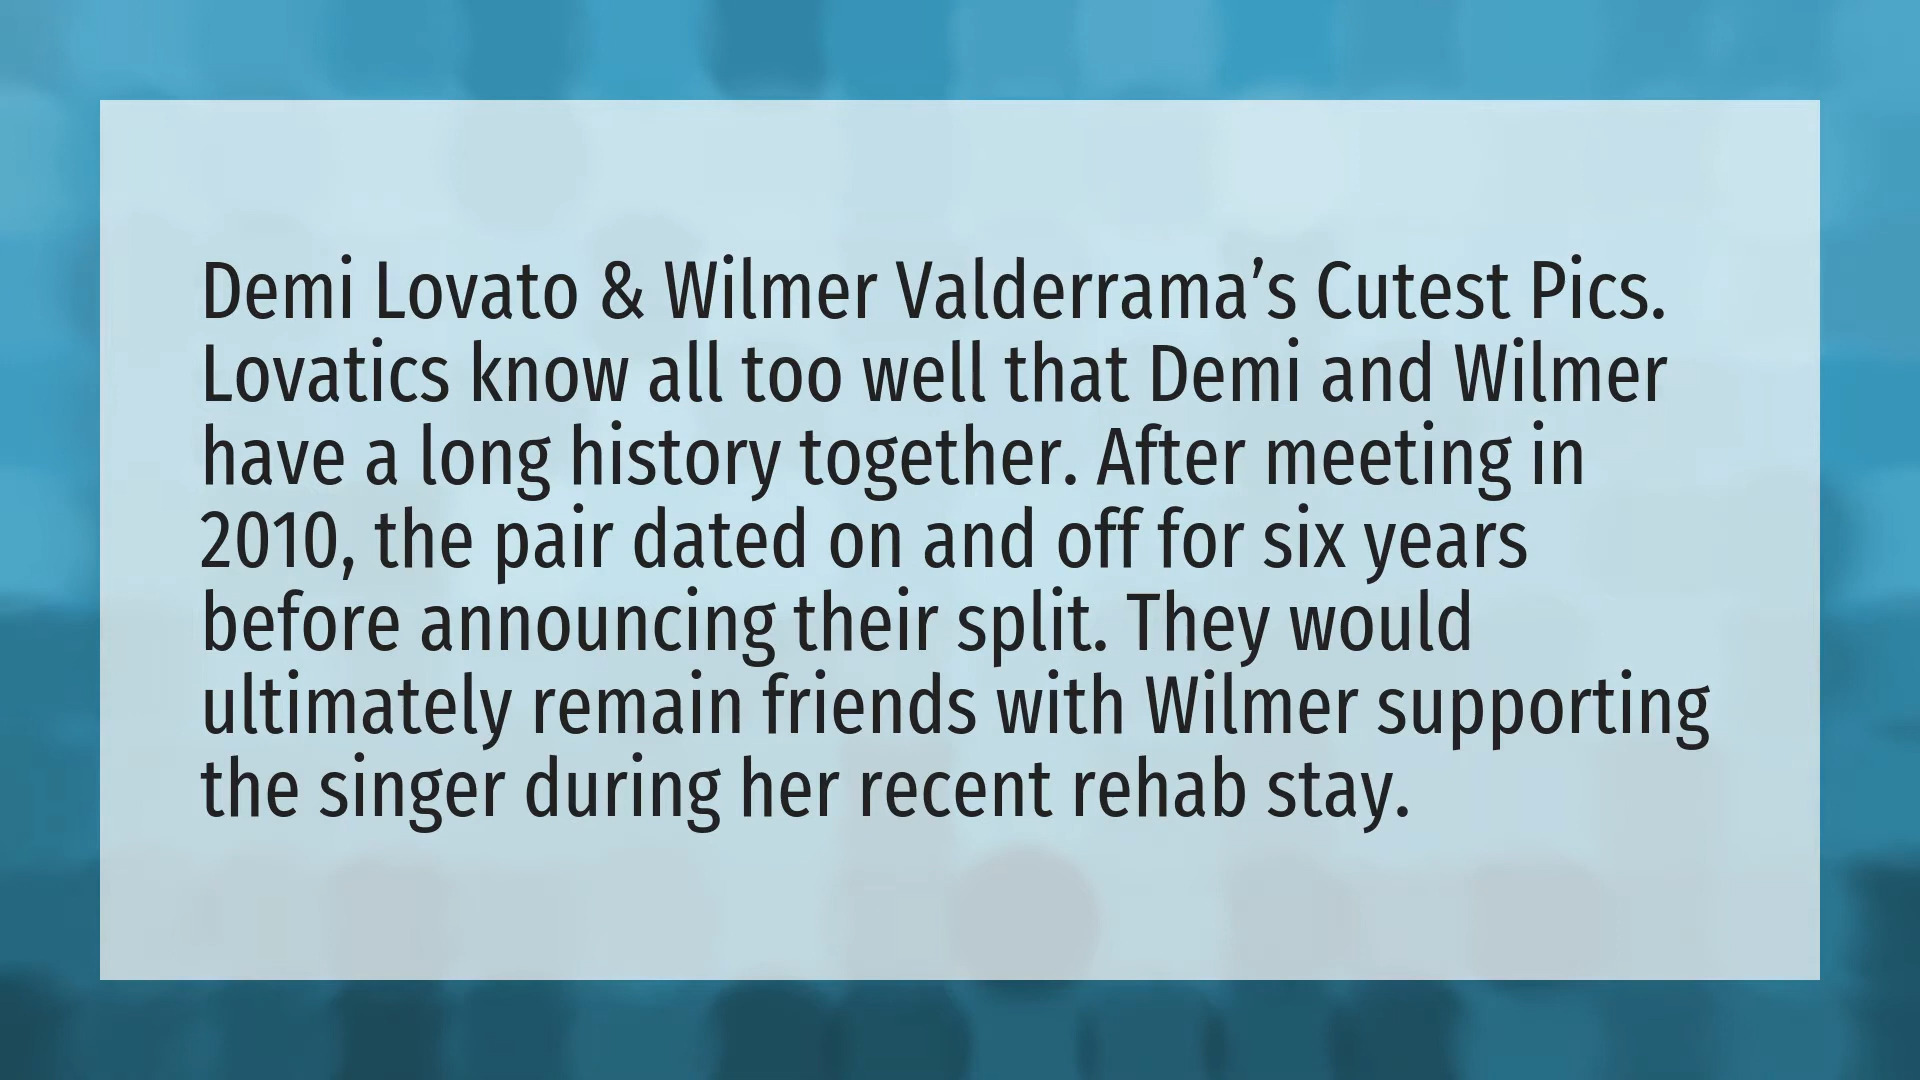 Demi Lovato & Wilmer Valderrama’s Cutest Pics.
Lovatics know all too well that Demi and Wilmer
have a long history together. After meeting in
2010, the pair dated on and off for six years
before announcing their split. They would
ultimately remain friends with Wilmer supporting
the singer during her recent rehab stay.